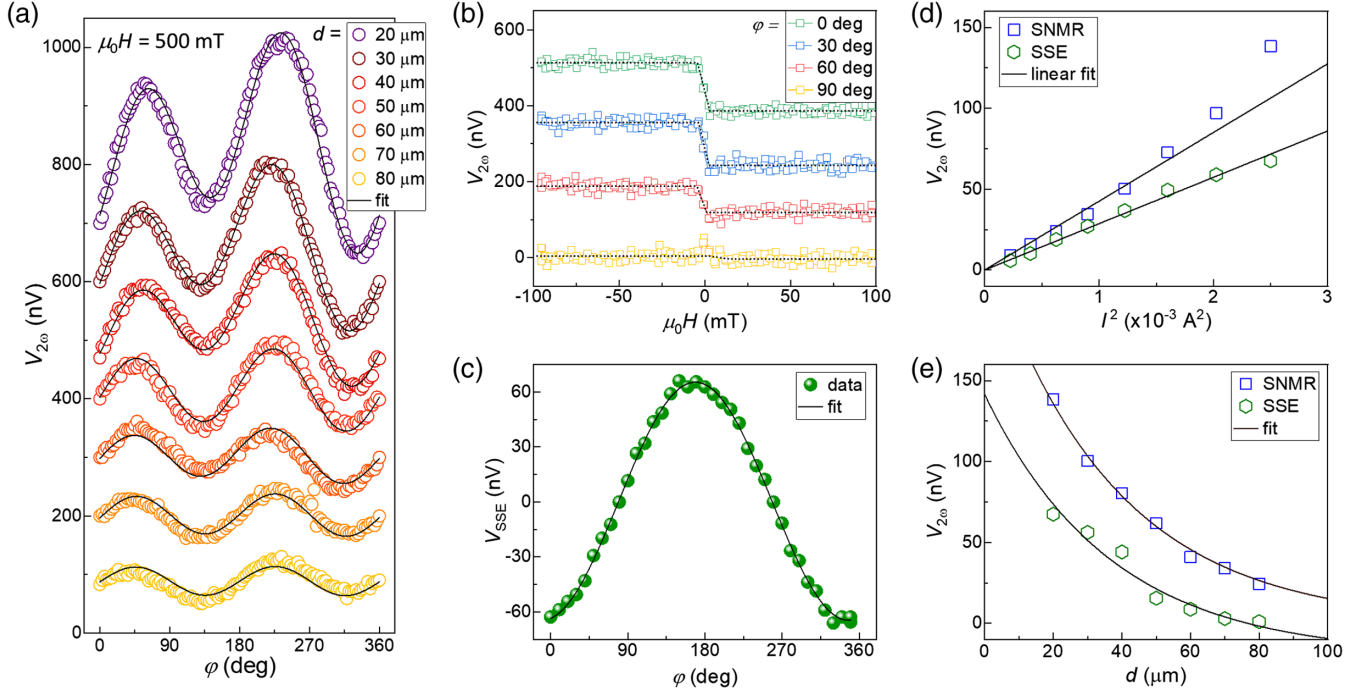 (a)
μ₀H = 500 mT
d =
20 μm
30 μm
40 μm
50 μm
60 μm
70 μm
80 μm
fit
1000
800
600
400
200
0
V₂ω (nV)
0 90 180 270 360
φ (deg)
(b)
φ =
0 deg
30 deg
60 deg
90 deg
600
400
200
0
V₂ω (nV)
-100 -50 0 50 100
μ₀H (mT)
(c)
data
fit
60
30
0
-30
-60
V_SSE (nV)
0 90 180 270 360
φ (deg)
(d)
SNMR
SSE
linear fit
150
100
50
0
V₂ω (nV)
0 1 2 3
I² (x10⁻³ A²)
(e)
SNMR
SSE
fit
150
100
50
0
V₂ω (nV)
0 20 40 60 80 100
d (μm)